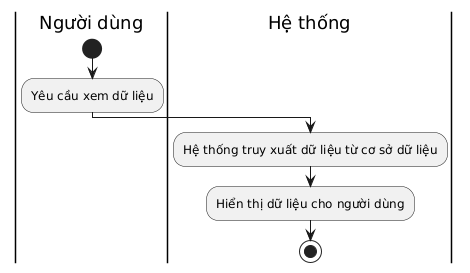 Người dùng
Hệ thống
Yêu cầu xem dữ liệu
Hệ thống truy xuất dữ liệu từ cơ sở dữ liệu
Hiển thị dữ liệu cho người dùng